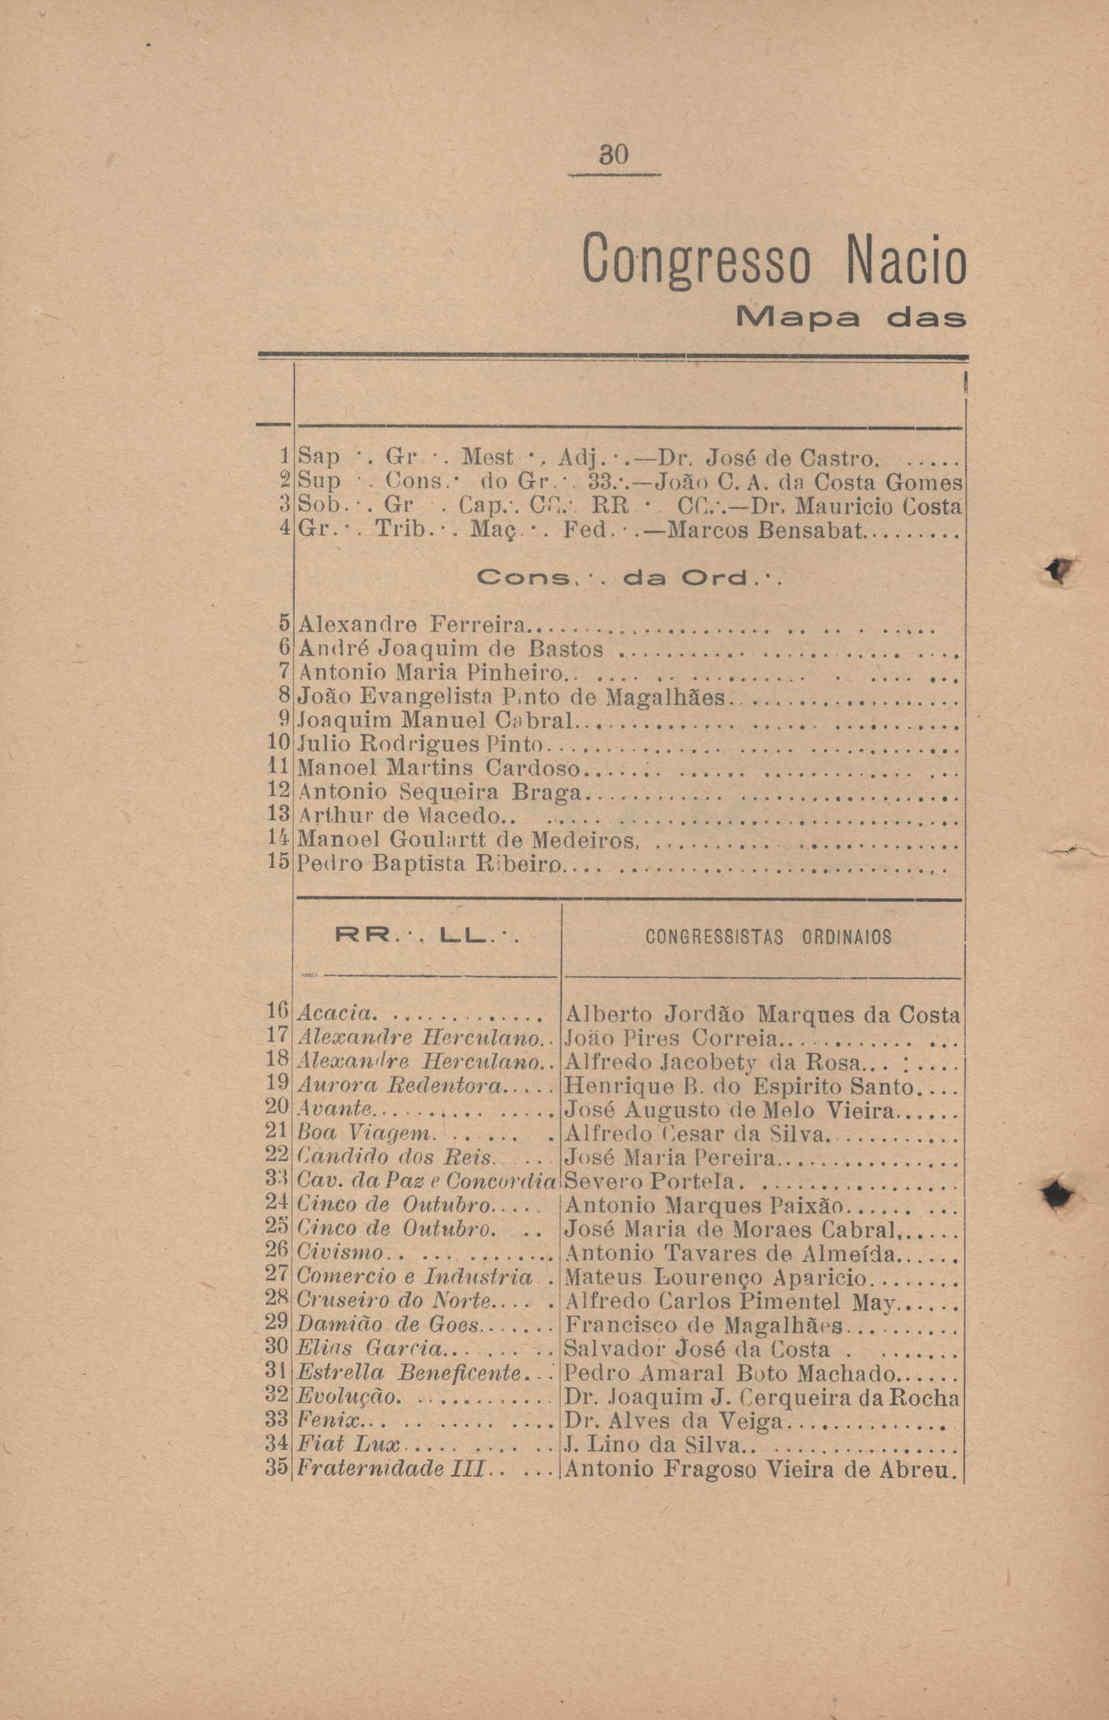 30
Congresso Nacio
Mapa das
1 Sap ∴ Gr ∴ Mest ∴ Adj.∴—Dr. José de Castro. .....
2 Sup ∴ Cons.∴ do Gr.∴ 33.∴—João C. A. da Costa Gomes
3 Sob.∴ Gr ∴ Cap.∴ CC.∴ RR ∴ CC.∴—Dr. Mauricio Costa
4 Gr.∴ Trib.∴ Maç.∴ Fed.∴—Marcos Bensabat.........
Cons.∴ da Ord.∴
5 Alexandre Ferreira..............................
6 André Joaquim de Bastos ..............................
7 Antonio Maria Pinheiro..............................
8 João Evangelista Pinto de Magalhães....................
9 Joaquim Manuel Cabral..............................
10 Julio Rodrigues Pinto..............................
11 Manoel Martins Cardoso..............................
12 Antonio Sequeira Braga..............................
13 Arthur de Macedo..............................
14 Manoel Goulartt de Medeiros. .........................
15 Pedro Baptista Ribeiro..............................
RR.∴ LL.∴ CONGRESSISTAS ORDINAIOS
16 Acacia. ............. Alberto Jordão Marques da Costa
17 Alexandre Herculano.. João Pires Correia...............
18 Alexandre Herculano.. Alfredo Jacobety da Rosa... : ....
19 Aurora Redentora..... Henrique B. do Espirito Santo....
20 Avante............... José Augusto de Melo Vieira......
21 Boa Viagem. ...... . Alfredo Cesar da Silva. ...........
22 Candido dos Reis. ... José Maria Pereira................
33 Cav. da Paz e Concordia Severo Portela. .................
24 Cinco de Outubro..... Antonio Marques Paixão...... ...
25 Cinco de Outubro. .. José Maria de Moraes Cabral,.....
26 Civismo.. ... ......... Antonio Tavares de Almeída......
27 Comercio e Industria . Mateus Lourenço Aparicio........
28 Cruseiro do Norte.... . Alfredo Carlos Pimentel May......
29 Damião de Goes....... Francisco de Magalhães..........
30 Elias Garcia... ... .. .. Salvador José da Costa . .......
31 Estrella Beneficente... Pedro Amaral Boto Machado......
32 Evolução. ............ Dr. Joaquim J. Cerqueira da Rocha
33 Fenix... .. ...... .... Dr. Alves da Veiga..............
34 Fiat Lux..... .... .. .. J. Lino da Silva.. ................
35 Fraternidade III.. ... Antonio Fragoso Vieira de Abreu.